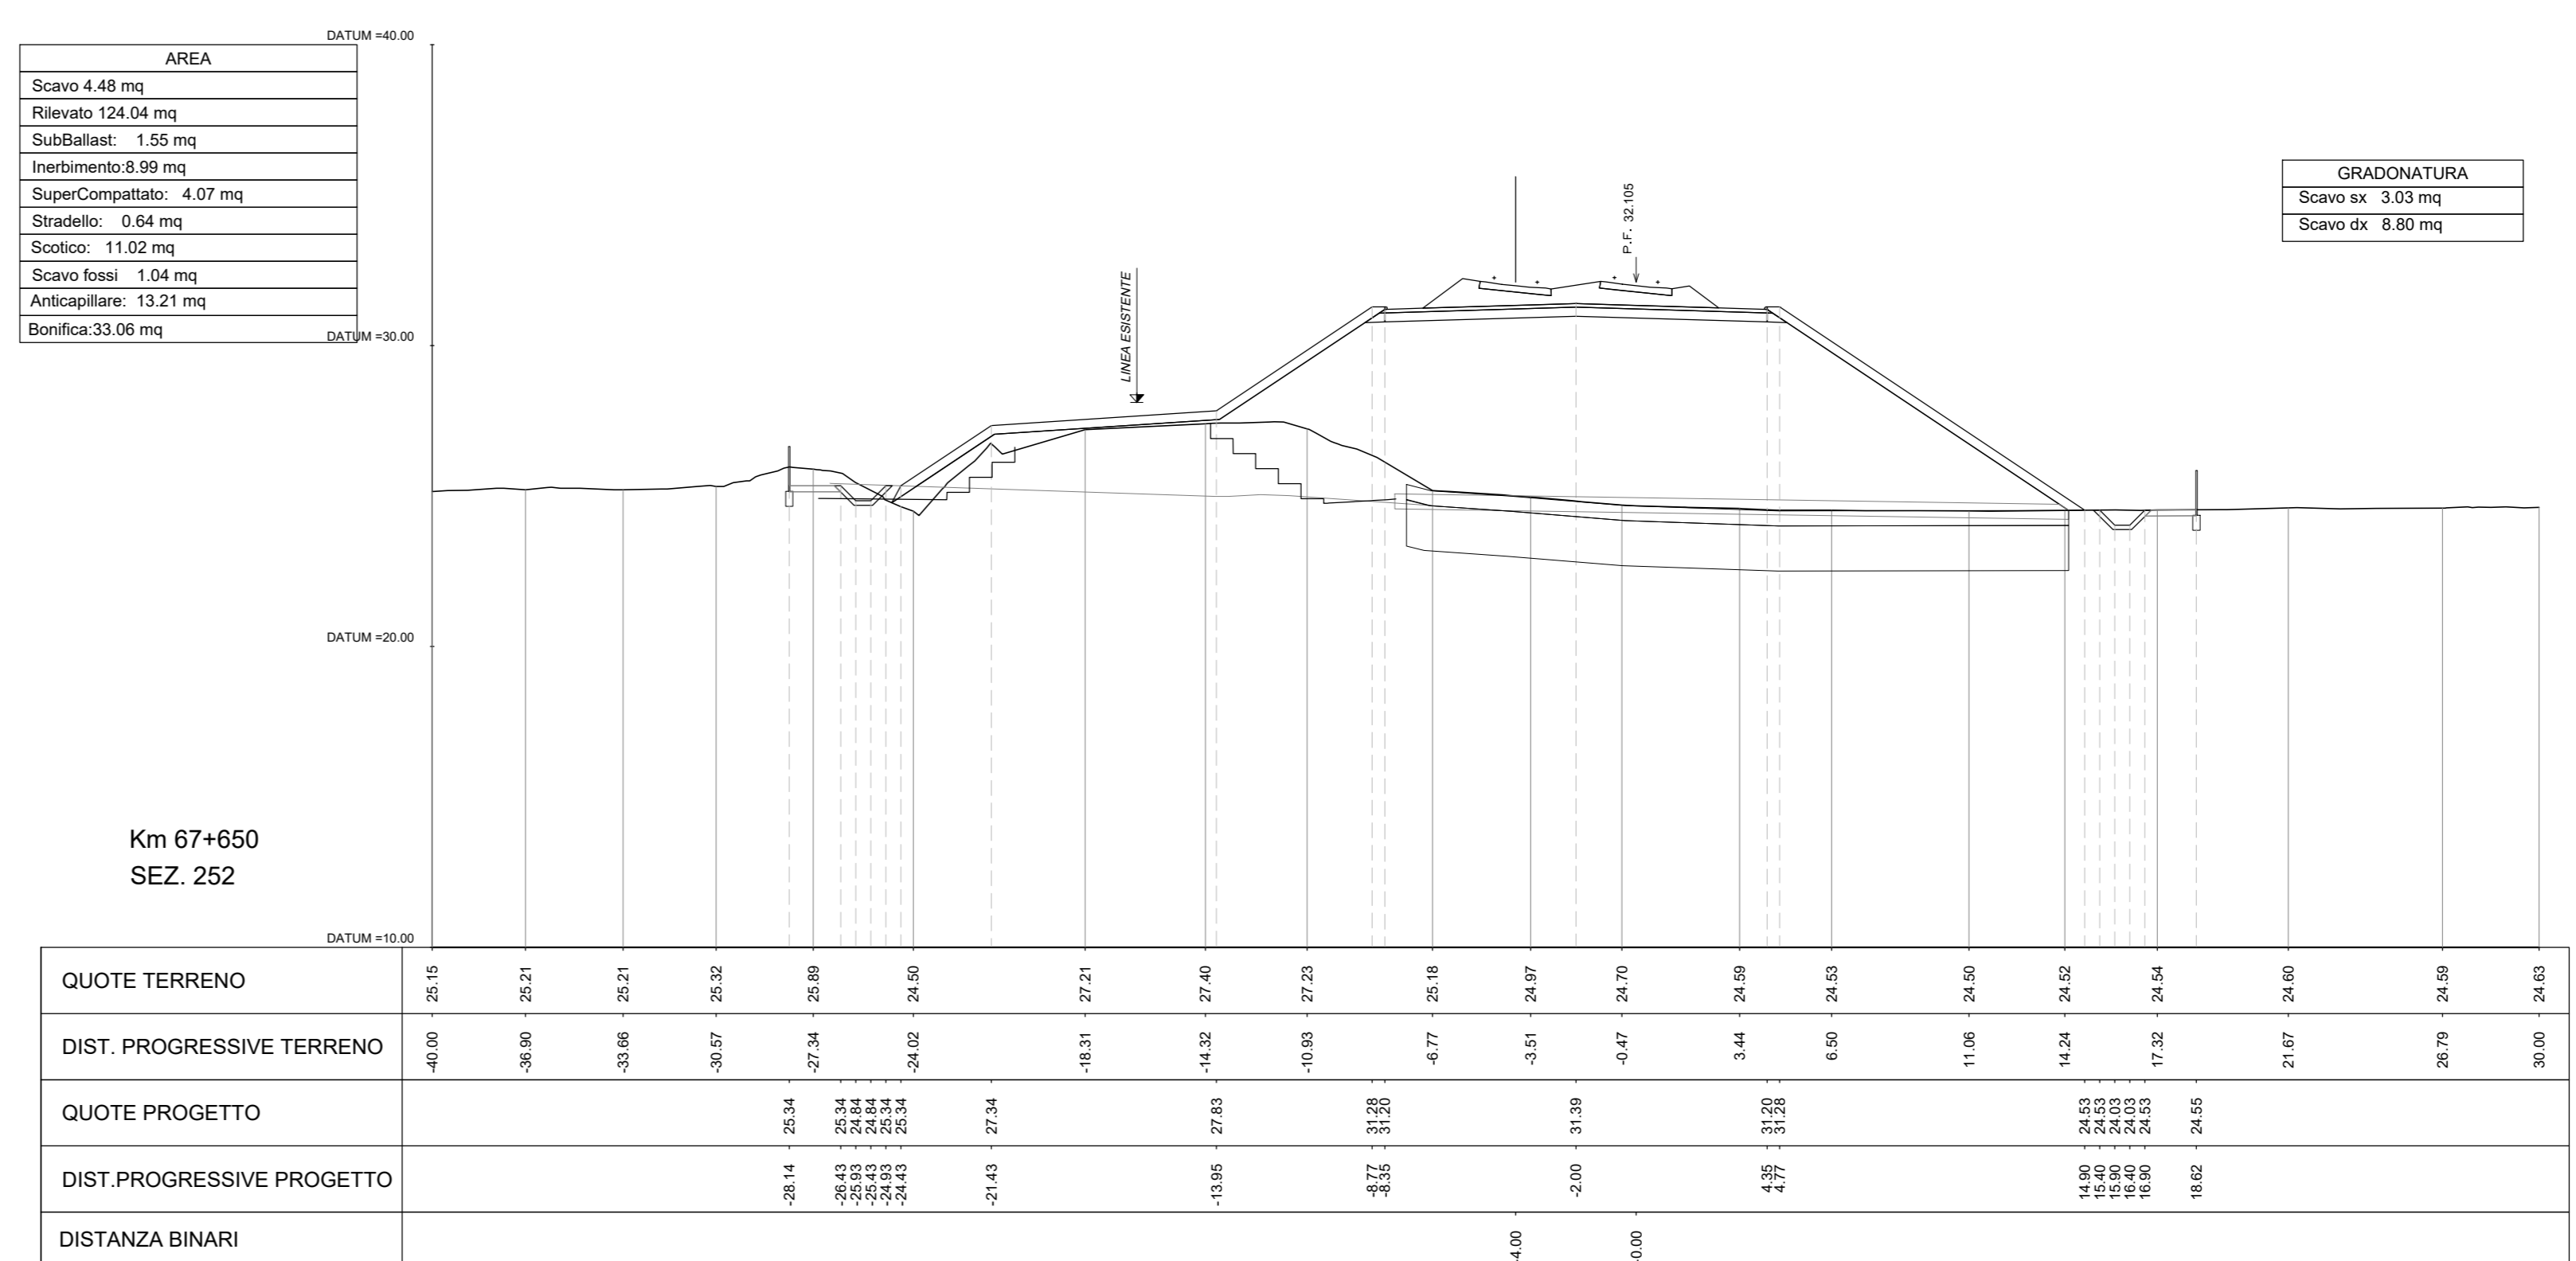 DATUM =40.00
AREA
Scavo 4.48 mq
Rilevato 124.04 mq
SubBallast: 1.55 mq
Inerbimento:8.99 mq
SuperCompattato: 4.07 mq
Stradello: 0.64 mq
Scotico: 11.02 mq
Scavo fossi 1.04 mq
Anticapillare: 13.21 mq
Bonifica:33.06 mq
DATUM =30.00
LINEA ESISTENTE
P.F. 32.105
GRADONATURA
Scavo sx 3.03 mq
Scavo dx 8.80 mq
DATUM =20.00
Km 67+650
SEZ. 252
DATUM =10.00
QUOTE TERRENO 25.15 25.21 25.21 25.32 25.89 24.50 27.21 27.40 27.23 25.18 24.97 24.70 24.59 24.53 24.50 24.52 24.54 24.60 24.59 24.63
DIST. PROGRESSIVE TERRENO -40.00 -36.90 -33.66 -30.57 -27.34 -24.02 -18.31 -14.32 -10.93 -6.77 -3.51 -0.47 3.44 6.50 11.06 14.24 17.32 21.67 26.79 30.00
QUOTE PROGETTO 25.34 25.34 24.84 24.84 25.34 25.34 27.34 27.83 31.28 31.20 31.39 31.20 31.28 24.53 24.53 24.03 24.03 24.53 24.55
DIST.PROGRESSIVE PROGETTO -28.14 -26.43 -25.93 -25.43 -24.93 -24.43 -21.43 -13.95 -8.77 -8.35 -2.00 4.35 4.77 14.90 15.40 15.90 16.40 16.90 18.62
DISTANZA BINARI 4.00 0.00